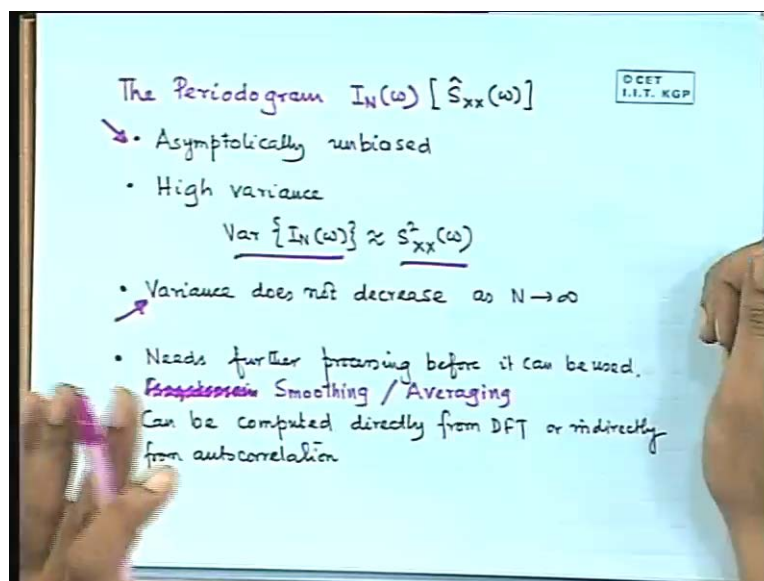 The Periodogram I_N(ω) [Ŝ_xx(ω)]
DCET
I.I.T. KGP
• Asymptotically unbiased
• High variance
Var {I_N(ω)} ≈ S²_xx(ω)
• Variance does not decrease as N→∞
• Needs further processing before it can be used.
Smoothing / Averaging
Can be computed directly from DFT or indirectly
from autocorrelation